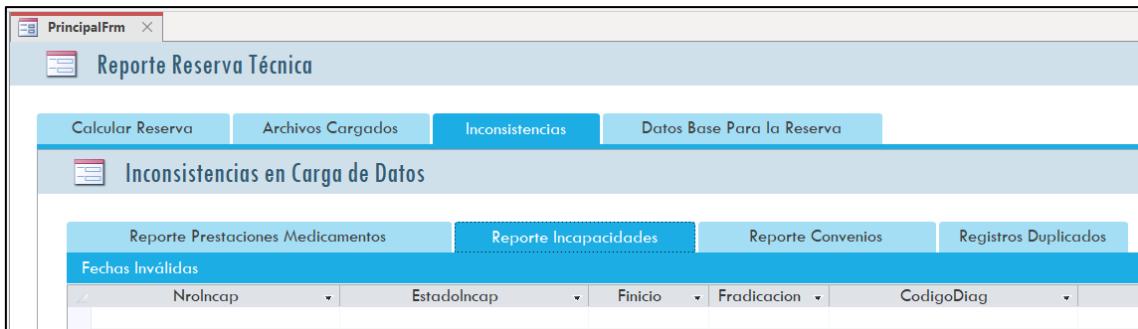 PrincipalFrm
Reporte Reserva Técnica
Calcular Reserva Archivos Cargados Inconsistencias Datos Base Para la Reserva
Inconsistencias en Carga de Datos
Reporte Prestaciones Medicamentos Reporte Incapacidades Reporte Convenios Registros Duplicados
Fechas Inválidas
NroIncap EstadoIncap Finicio Fradicacion CodigoDiag